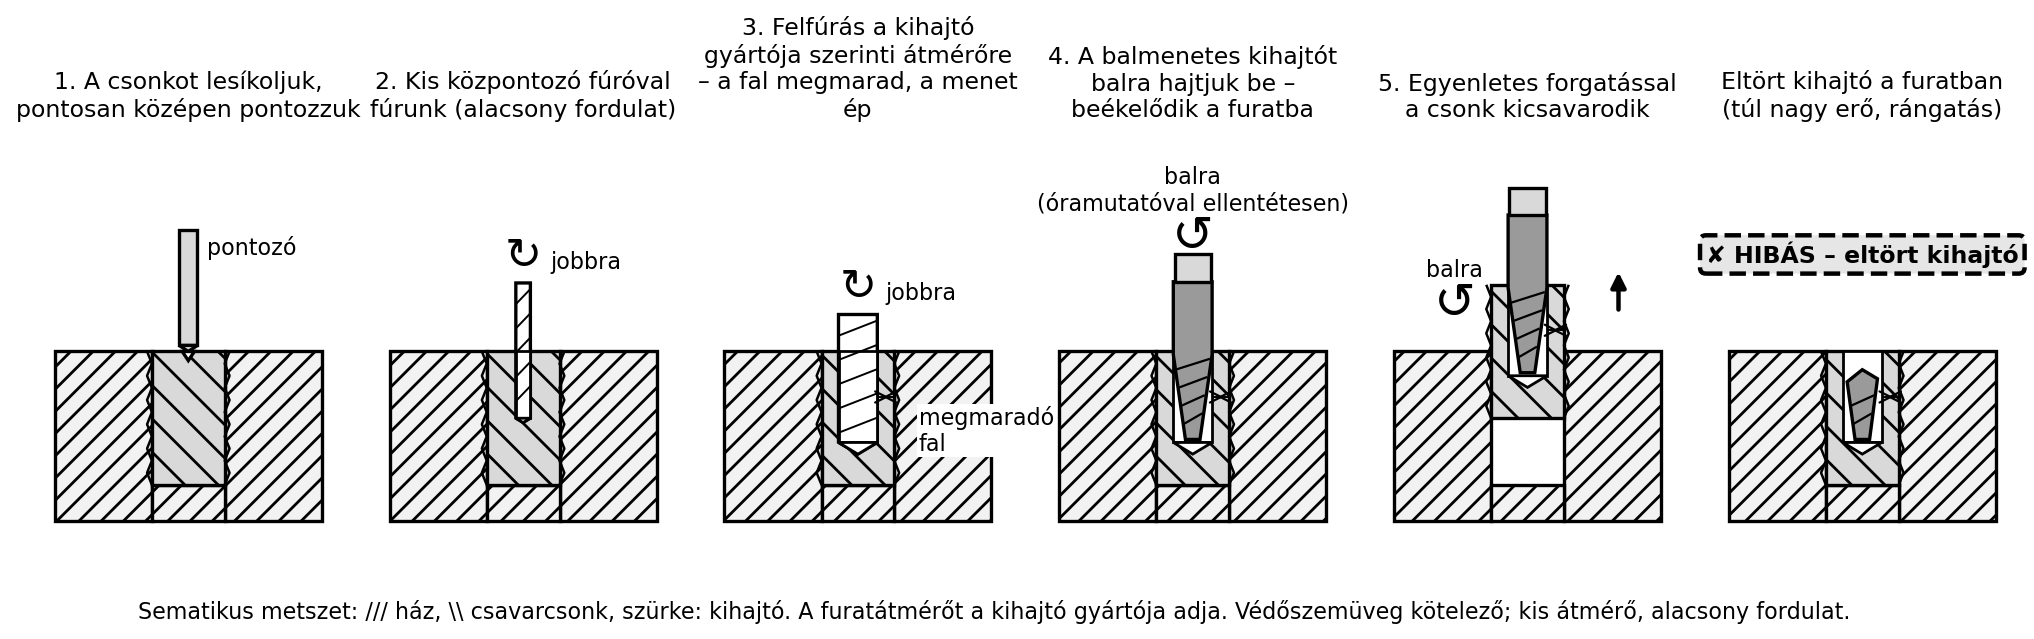 1. A csonkot lesíkoljuk,
pontosan középen pontozzuk
2. Kis központozó fúróval
fúrunk (alacsony fordulat)
3. Felfúrás a kihajtó
gyártója szerinti átmérőre
– a fal megmarad, a menet
ép
4. A balmenetes kihajtót
balra hajtjuk be –
beékelődik a furatba
5. Egyenletes forgatással
a csonk kicsavarodik
Eltört kihajtó a furatban
(túl nagy erő, rángatás)
pontozó
↻ jobbra
↻ jobbra
megmaradó
fal
balra
(óramutatóval ellentétesen)
↺
balra
↺
✘ HIBÁS – eltört kihajtó
Sematikus metszet: /// ház, \\ csavarcsonk, szürke: kihajtó. A furatátmérőt a kihajtó gyártója adja. Védőszemüveg kötelező; kis átmérő, alacsony fordulat.